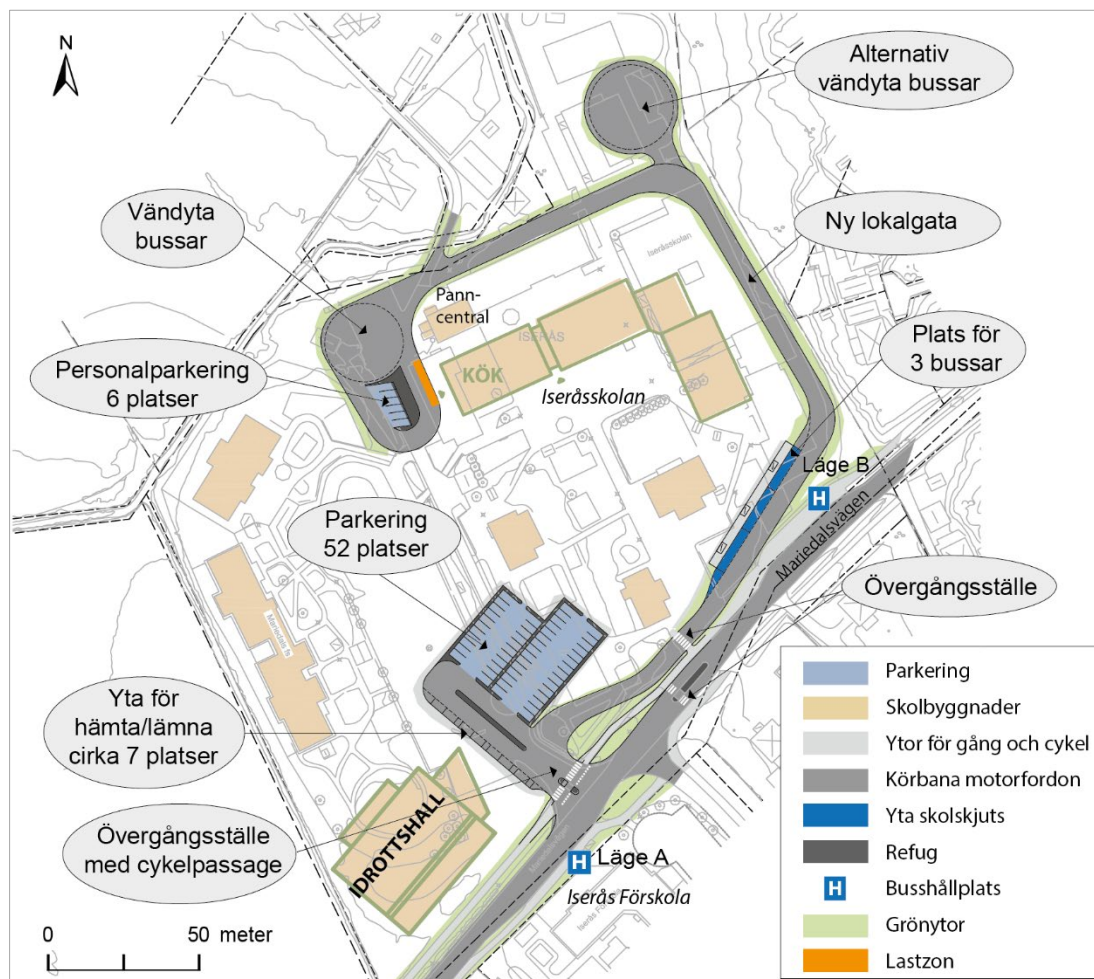 N
Alternativ
vändyta bussar
Vändyta
bussar
Ny lokalgata
Iseråsskolan
Pann-
central
Plats för
3 bussar
Personalparkering
6 platser
ISERÅS
KÖK
Iseråsskolan
Läge B
H
Mariedalsvägen
Parkering
52 platser
Övergångsställe
Yta för
hämta/lämna
cirka 7 platser
Övergångsställe
med cykelpassage
IDROTTSHALL
H Läge A
Iserås Förskola
0 50 meter
Parkering
Skolbyggnader
Ytor för gång och cykel
Körbana motorfordon
Yta skolskjuts
Refug
H Busshållplats
Grönytor
Lastzon